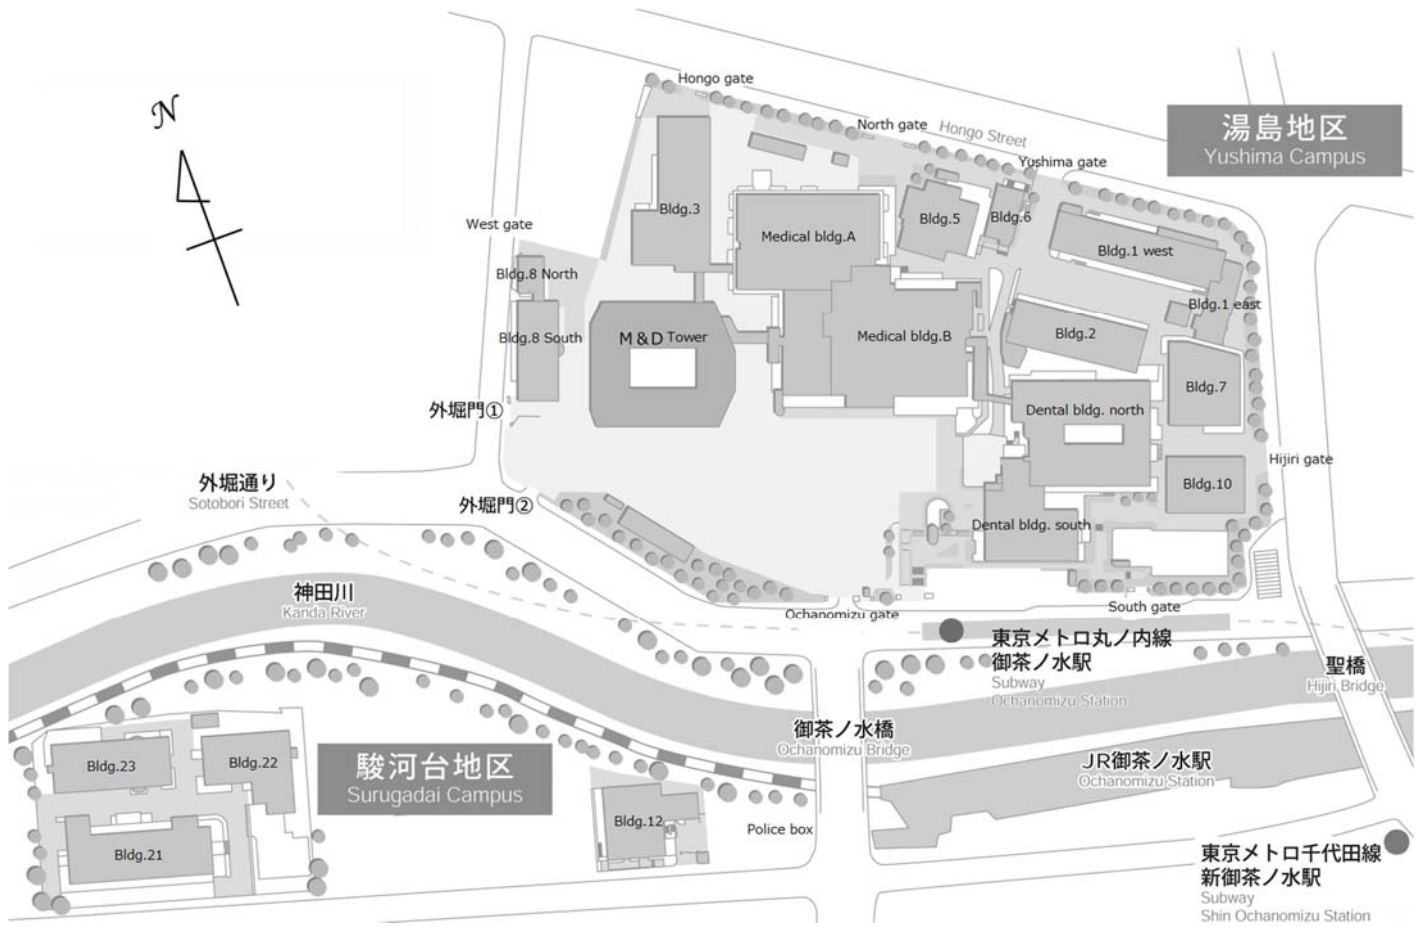 N
Hongo gate
North gate
Hongo Street
Yushima gate
湯島地区
Yushima Campus
West gate
Bldg.3
Medical bldg.A
Bldg.5
Bldg.6
Bldg.1 west
Bldg.8 North
Bldg.1 east
Bldg.8 South
M&D Tower
Medical bldg.B
Bldg.2
Bldg.7
外堀門①
Dental bldg. north
Hijiri gate
外堀通り
Sotobori Street
外堀門②
Bldg.10
Dental bldg. south
神田川
Kanda River
Ochanomizu gate
South gate
東京メトロ丸ノ内線
御茶ノ水駅
Subway
Ochanomizu Station
聖橋
Hijiri Bridge
御茶ノ水橋
Ochanomizu Bridge
JR御茶ノ水駅
Ochanomizu Station
Bldg.23
Bldg.22
駿河台地区
Surugadai Campus
Bldg.12
Police box
Bldg.21
東京メトロ千代田線
新御茶ノ水駅
Subway
Shin Ochanomizu Station